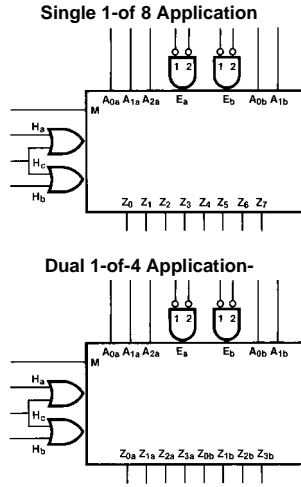 Single 1-of 8 Application
1 2 1 2
A0a A1a A2a Ea Eb A0b A1b
M
Ha
Hc
Hb
Z0 Z1 Z2 Z3 Z4 Z5 Z6 Z7
Dual 1-of-4 Application-
1 2 1 2
A0a A1a A2a Ea Eb A0b A1b
M
Ha
Hc
Hb
Z0a Z1a Z2a Z3a Z0b Z1b Z2b Z3b